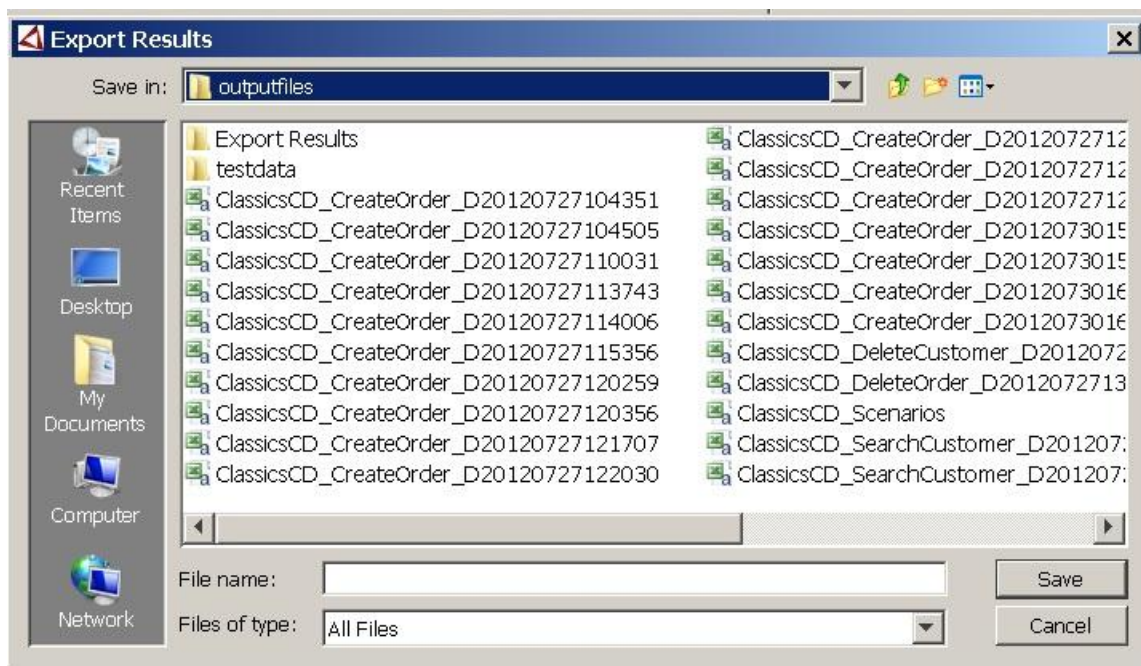 Export Results
Save in:
outputfiles
Recent
Items
Desktop
My
Documents
Computer
Network
Export Results
testdata
ClassicsCD_CreateOrder_D20120727104351
ClassicsCD_CreateOrder_D20120727104505
ClassicsCD_CreateOrder_D20120727110031
ClassicsCD_CreateOrder_D20120727113743
ClassicsCD_CreateOrder_D20120727114006
ClassicsCD_CreateOrder_D20120727115356
ClassicsCD_CreateOrder_D20120727120259
ClassicsCD_CreateOrder_D20120727120356
ClassicsCD_CreateOrder_D20120727121707
ClassicsCD_CreateOrder_D20120727122030
ClassicsCD_CreateOrder_D2012072712
ClassicsCD_CreateOrder_D2012072712
ClassicsCD_CreateOrder_D2012072712
ClassicsCD_CreateOrder_D2012073015
ClassicsCD_CreateOrder_D2012073015
ClassicsCD_CreateOrder_D2012073016
ClassicsCD_CreateOrder_D2012073016
ClassicsCD_DeleteCustomer_D2012072
ClassicsCD_DeleteOrder_D2012072713
ClassicsCD_Scenarios
ClassicsCD_SearchCustomer_D201207
ClassicsCD_SearchCustomer_D201207
File name:
Save
Files of type:
All Files
Cancel